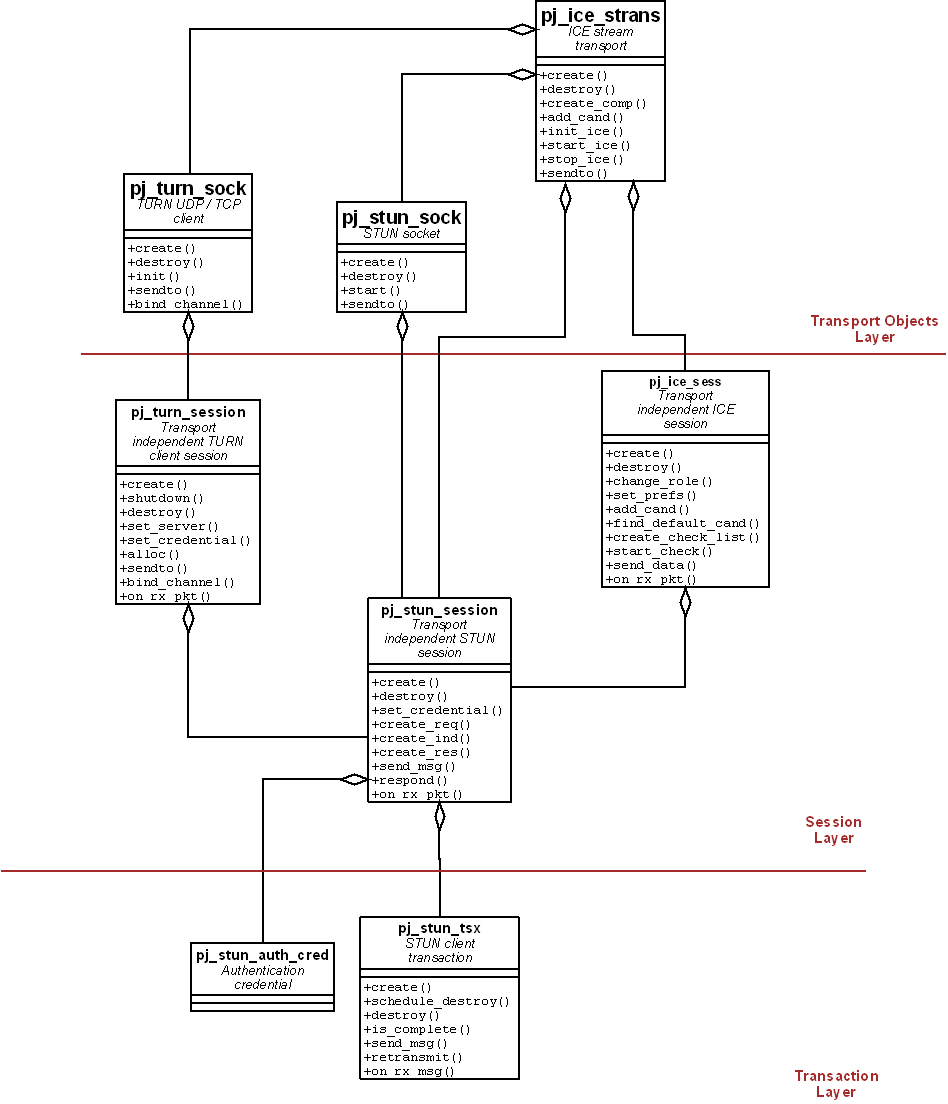 pj_ice_strans
ICE stream
transport
+create()
+destroy()
+create_comp()
+add_cand()
+init_ice()
+start_ice()
+stop_ice()
+sendto()
pj_turn_sock
TURN UDP / TCP
client
+create()
+destroy()
+init()
+sendto()
+bind_channel()
pj_stun_sock
STUN socket
+create()
+destroy()
+start()
+sendto()
Transport Objects
Layer
pj_turn_session
Transport
independent TURN
client session
+create()
+shutdown()
+destroy()
+set_server()
+set_credential()
+alloc()
+sendto()
+bind_channel()
+on_rx_pkt()
pj_ice_sess
Transport
independent ICE
session
+create()
+destroy()
+change_role()
+set_prefs()
+add_cand()
+find_default_cand()
+create_check_list()
+start_check()
+send_data()
+on_rx_pkt()
pj_stun_session
Transport
independent STUN
session
+create()
+destroy()
+set_credential()
+create_req()
+create_ind()
+create_res()
+send_msg()
+respond()
+on_rx_pkt()
Session
Layer
pj_stun_auth_cred
Authentication
credential
pj_stun_tsx
STUN client
transaction
+create()
+schedule_destroy()
+destroy()
+is_complete()
+send_msg()
+retransmit()
+on_rx_msg()
Transaction
Layer